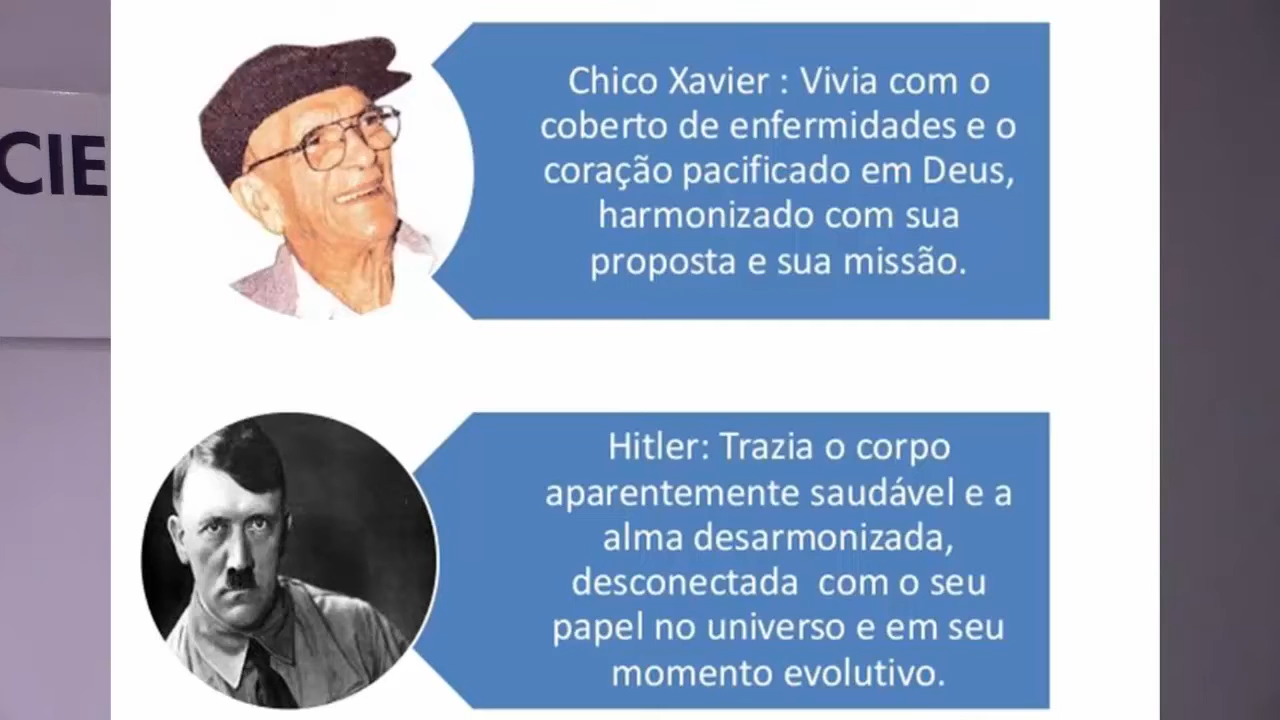 CIE
Chico Xavier : Vivia com o
coberto de enfermidades e o
coração pacificado em Deus,
harmonizado com sua
proposta e sua missão.
Hitler: Trazia o corpo
aparentemente saudável e a
alma desarmonizada,
desconectada com o seu
papel no universo e em seu
momento evolutivo.